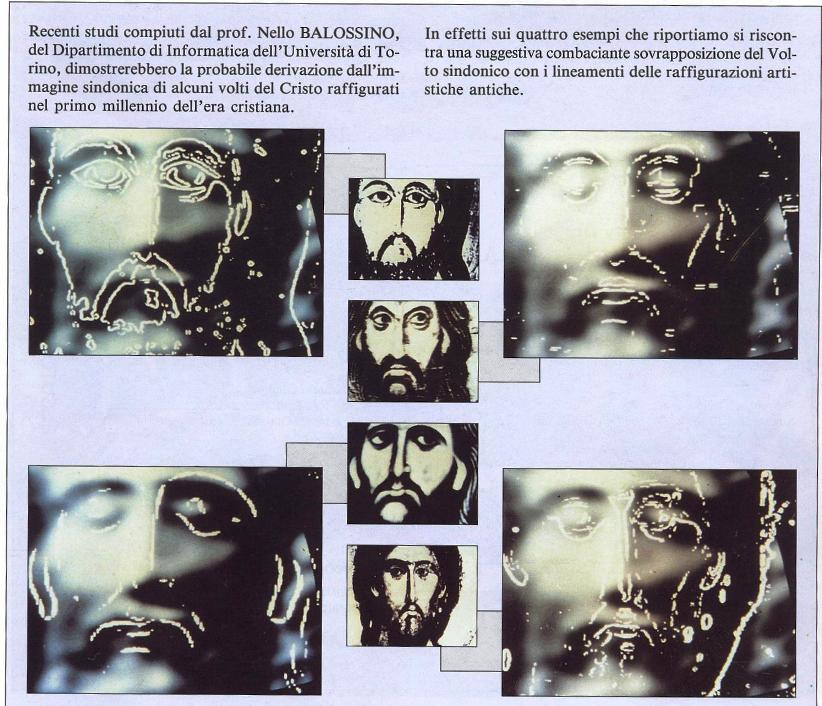 Recenti studi compiuti dal prof. Nello BALOSSINO,
del Dipartimento di Informatica dell'Università di To-
rino, dimostrerebbero la probabile derivazione dall'im-
magine sindonica di alcuni volti del Cristo raffigurati
nel primo millennio dell'era cristiana.
In effetti sui quattro esempi che riportiamo si riscon-
tra una suggestiva combaciante sovrapposizione del Vol-
to sindonico con i lineamenti delle raffigurazioni arti-
stiche antiche.